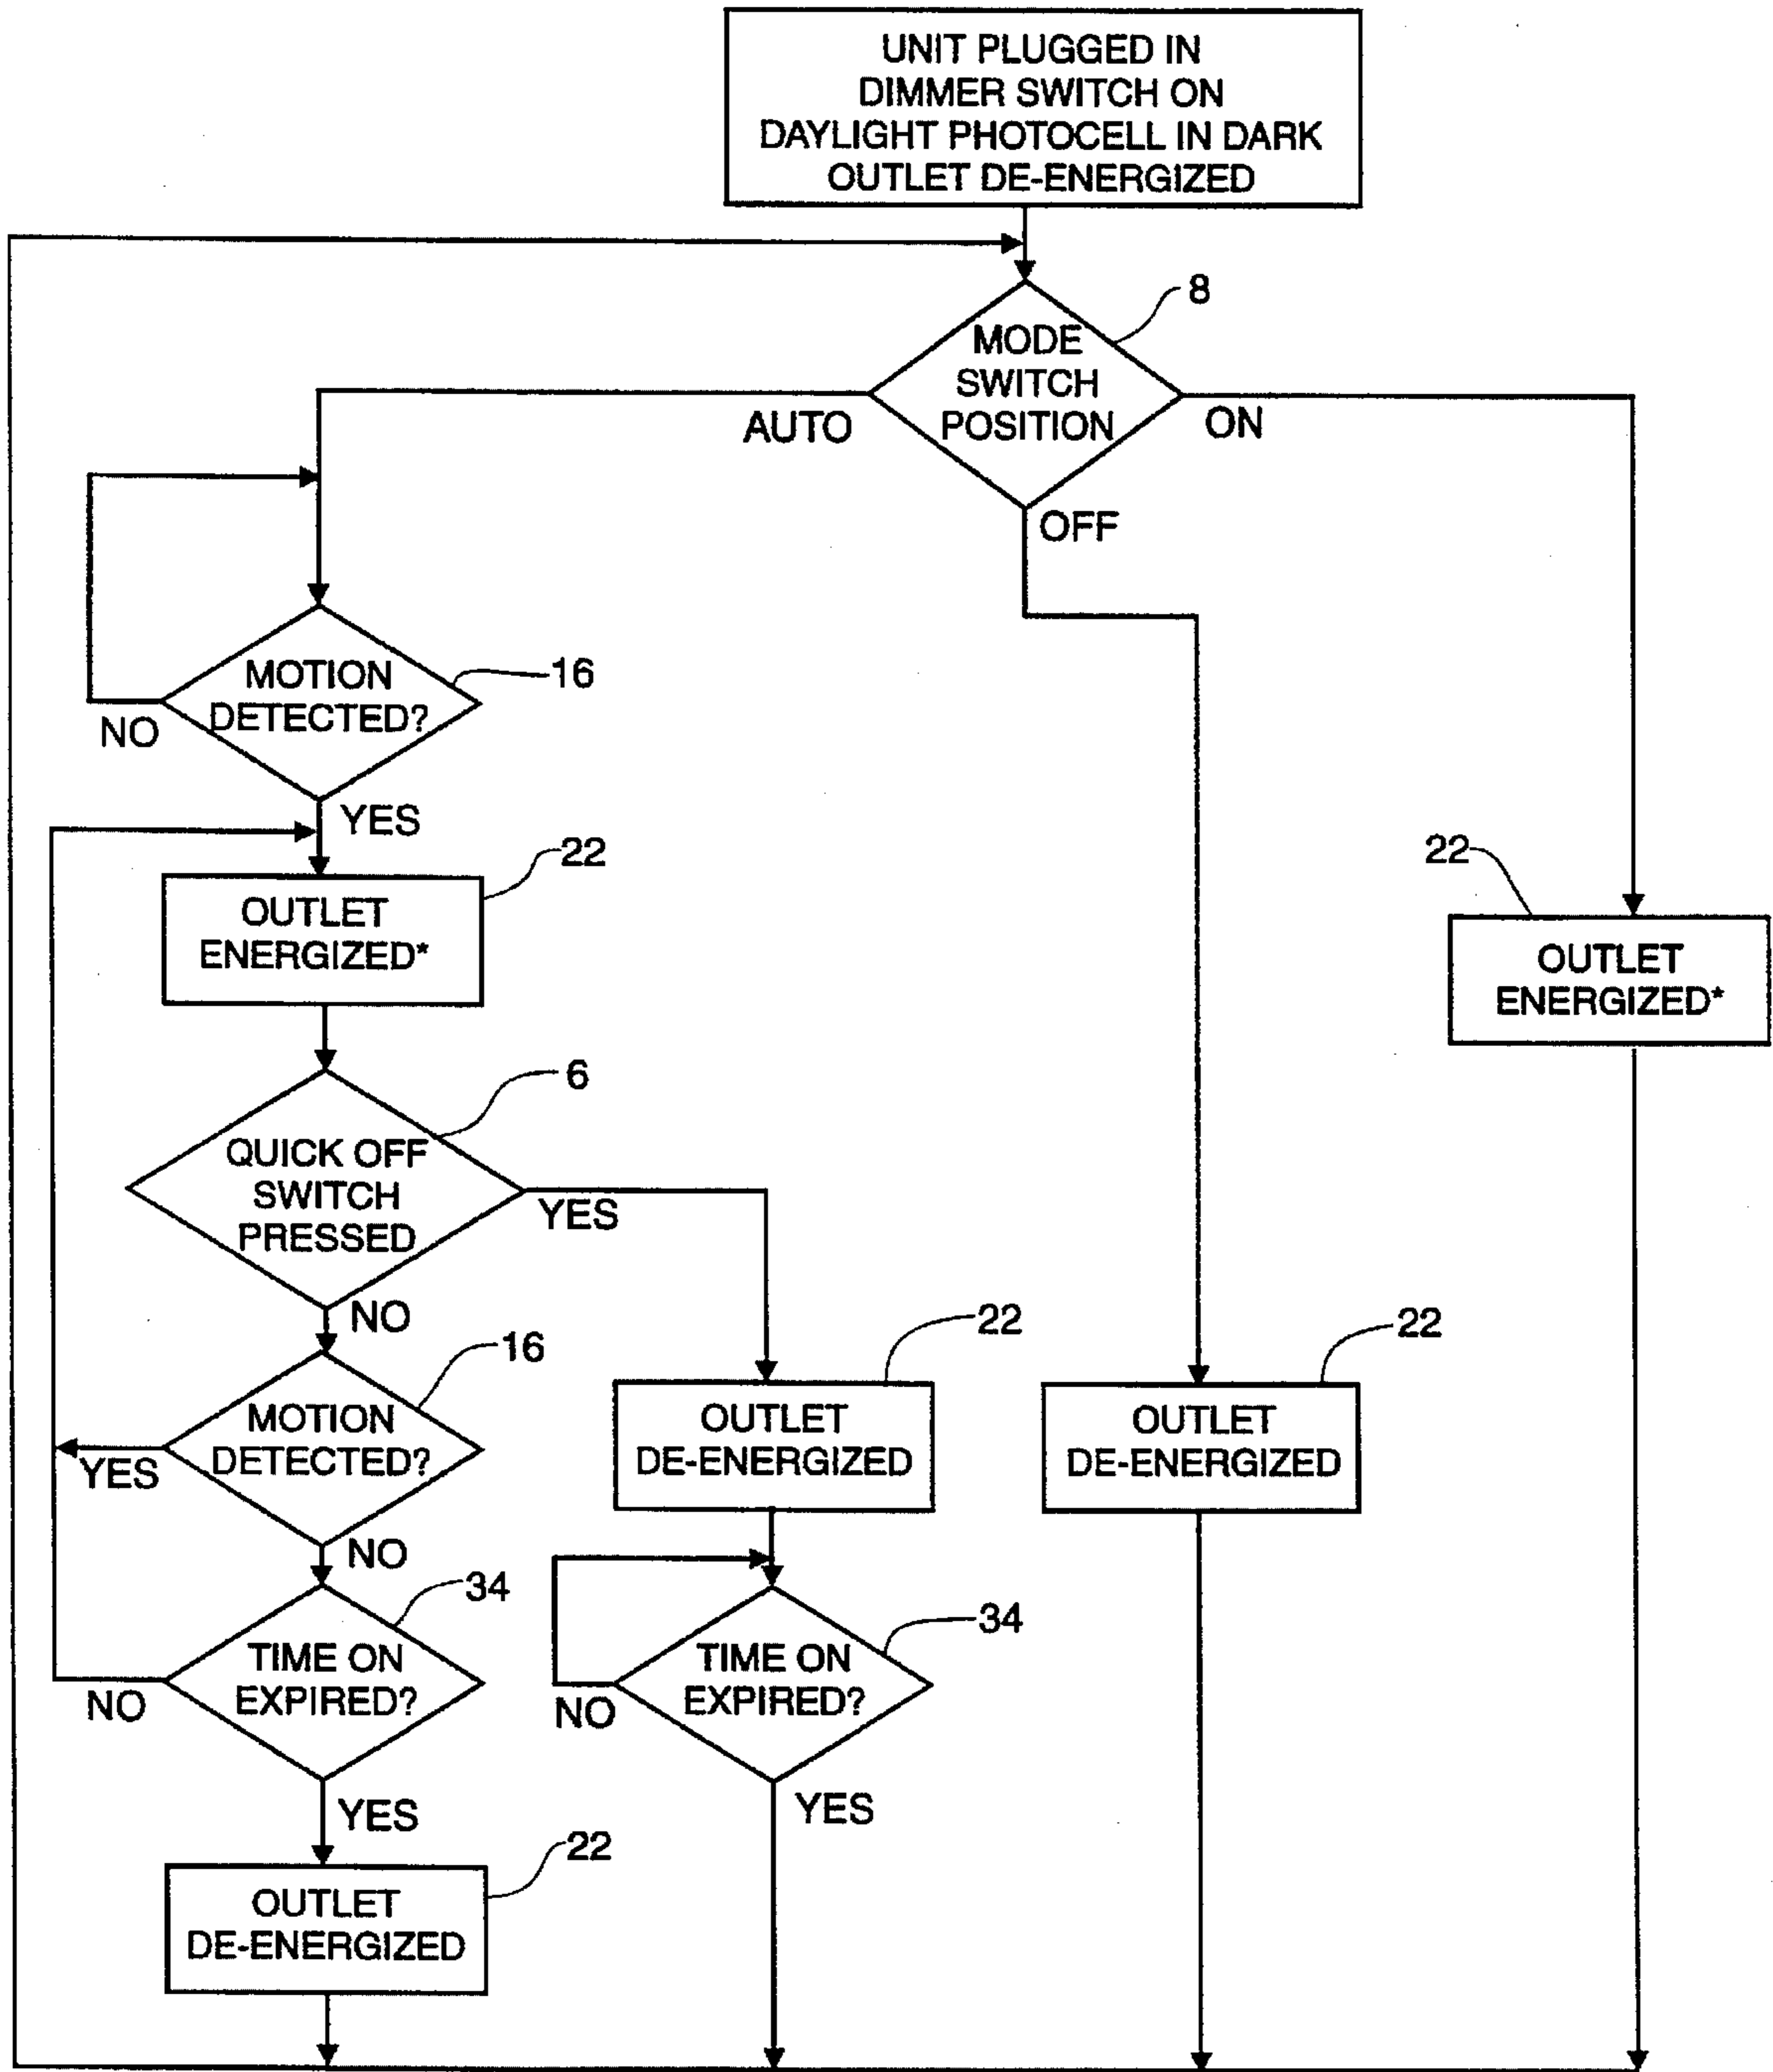 UNIT PLUGGED IN
DIMMER SWITCH ON
DAYLIGHT PHOTOCELL IN DARK
OUTLET DE-ENERGIZED
8
MODE
SWITCH
POSITION
AUTO
ON
OFF
MOTION
DETECTED?
16
NO
YES
22
OUTLET
ENERGIZED*
22
OUTLET
ENERGIZED*
6
QUICK OFF
SWITCH
PRESSED
YES
NO
16
MOTION
DETECTED?
YES
NO
22
OUTLET
DE-ENERGIZED
22
OUTLET
DE-ENERGIZED
34
TIME ON
EXPIRED?
NO
YES
34
TIME ON
EXPIRED?
NO
YES
22
OUTLET
DE-ENERGIZED